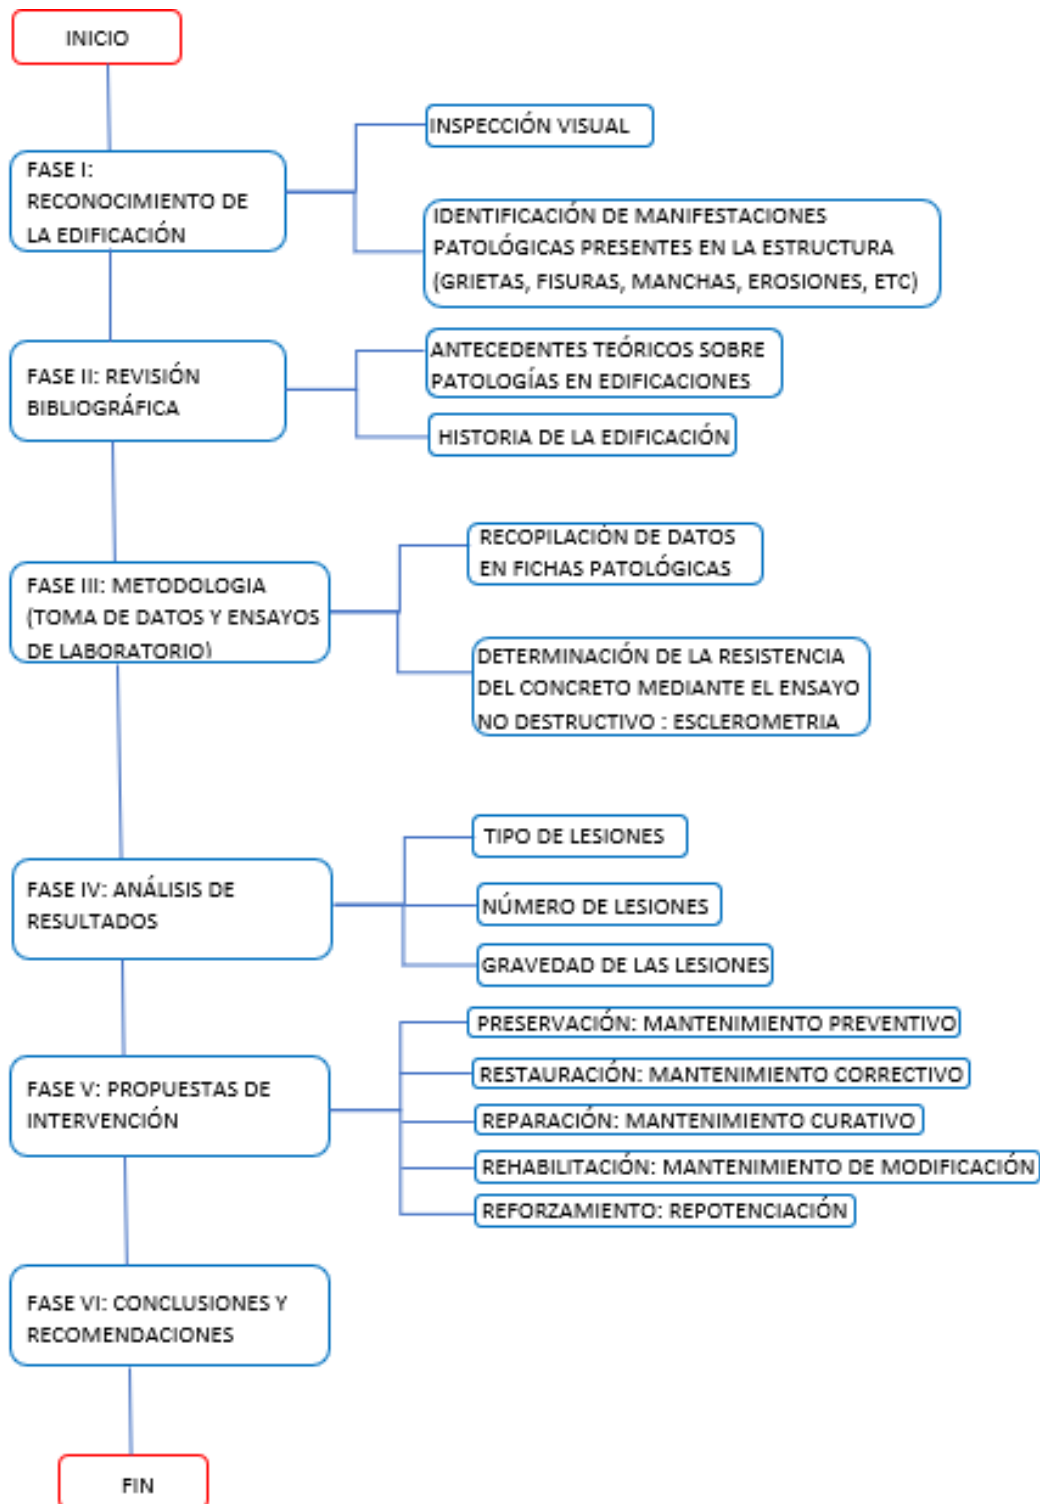 INICIO
FASE I:
RECONOCIMIENTO DE
LA EDIFICACIÓN
INSPECCIÓN VISUAL
IDENTIFICACIÓN DE MANIFESTACIONES
PATOLÓGICAS PRESENTES EN LA ESTRUCTURA
(GRIETAS, FISURAS, MANCHAS, EROSIONES, ETC)
FASE II: REVISIÓN
BIBLIOGRÁFICA
ANTECEDENTES TEÓRICOS SOBRE
PATOLOGÍAS EN EDIFICACIONES
HISTORIA DE LA EDIFICACIÓN
FASE III: METODOLOGIA
(TOMA DE DATOS Y ENSAYOS
DE LABORATORIO)
RECOPILACIÓN DE DATOS
EN FICHAS PATOLÓGICAS
DETERMINACIÓN DE LA RESISTENCIA
DEL CONCRETO MEDIANTE EL ENSAYO
NO DESTRUCTIVO : ESCLEROMETRIA
FASE IV: ANÁLISIS DE
RESULTADOS
TIPO DE LESIONES
NÚMERO DE LESIONES
GRAVEDAD DE LAS LESIONES
FASE V: PROPUESTAS DE
INTERVENCIÓN
PRESERVACIÓN: MANTENIMIENTO PREVENTIVO
RESTAURACIÓN: MANTENIMIENTO CORRECTIVO
REPARACIÓN: MANTENIMIENTO CURATIVO
REHABILITACIÓN: MANTENIMIENTO DE MODIFICACIÓN
REFORZAMIENTO: REPOTENCIACIÓN
FASE VI: CONCLUSIONES Y
RECOMENDACIONES
FIN